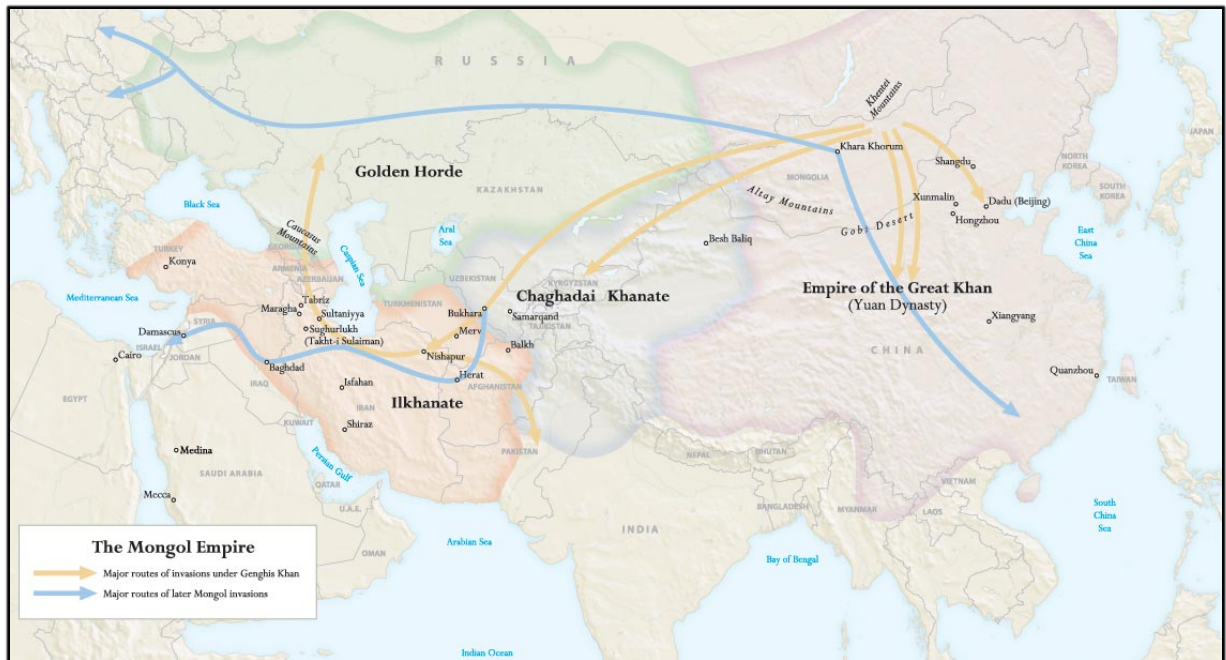 RUSSIA
Khentei
Mountains
JAPAN
Khara Khorum
NORTH
KOREA
Shangdu
Golden Horde
MONGOLIA
SOUTH
KOREA
KAZAKHSTAN
Altay Mountains
Xunmalin
Dadu (Beijing)
Black Sea
Hongzhou
Gobi Desert
Caucasus
Mountains
Aral
Sea
Besh Baliq
East
China
Sea
TURKEY
GEORGIA
Konya
ARMENIA
AZERBAIJAN
Caspian Sea
UZBEKISTAN
KYRGYZSTAN
Mediterranean Sea
Tabriz
TURKMENISTAN
Chaghadai Khanate
Empire of the Great Khan
(Yuan Dynasty)
Maragha
Sultaniyya
Bukhara
Samarqand
Xiangyang
SYRIA
Sughurlukh
(Takht-i Sulaiman)
TAJIKISTAN
Damascus
Merv
ISRAEL
JORDAN
Nishapur
Balkh
CHINA
Cairo
Baghdad
Herat
Quanzhou
TAIWAN
IRAQ
Isfahan
AFGHANISTAN
EGYPT
IRAN
Ilkhanate
KUWAIT
Shiraz
Medina
PAKISTAN
NEPAL
BHUTAN
Persian Gulf
SAUDI ARABIA
QATAR
VIETNAM
Mecca
U.A.E.
BANGLADESH
MYANMAR
LAOS
South
China
Sea
INDIA
OMAN
Arabian Sea
Bay of Bengal
The Mongol Empire
Major routes of invasions under Genghis Khan
Major routes of later Mongol invasions
Indian Ocean